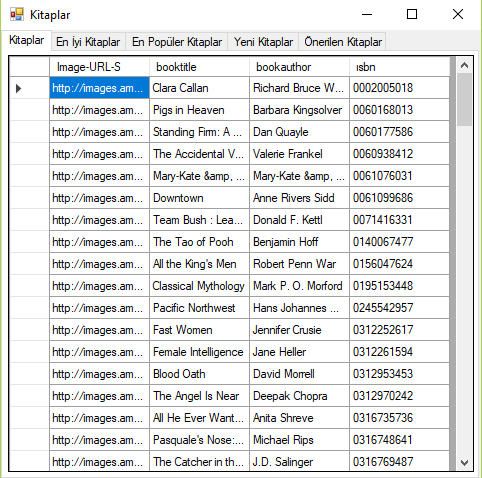 Kitaplar
Kitaplar En İyi Kitaplar En Popüler Kitaplar Yeni Kitaplar Önerilen Kitaplar
Image-URL-S booktitle bookauthor ısbn
http://images.am... Clara Callan Richard Bruce W... 0002005018
http://images.am... Pigs in Heaven Barbara Kingsolver 0060168013
http://images.am... Standing Firm: A ... Dan Quayle 0060177586
http://images.am... The Accidental V... Valerie Frankel 0060938412
http://images.am... Mary-Kate &amp, ... Mary-Kate &amp, ... 0061076031
http://images.am... Downtown Anne Rivers Sidd 0061099686
http://images.am... Team Bush : Lea... Donald F. Kettl 0071416331
http://images.am... The Tao of Pooh Benjamin Hoff 0140067477
http://images.am... All the King's Men Robert Penn War 0156047624
http://images.am... Classical Mythology Mark P. O. Morford 0195153448
http://images.am... Pacific Northwest Hans Johannes ... 0245542957
http://images.am... Fast Women Jennifer Crusie 0312252617
http://images.am... Female Intelligence Jane Heller 0312261594
http://images.am... Blood Oath David Morrell 0312953453
http://images.am... The Angel Is Near Deepak Chopra 0312970242
http://images.am... All He Ever Want... Anita Shreve 0316735736
http://images.am... Pasquale's Nose:... Michael Rips 0316748641
http://images.am... The Catcher in th... J.D. Salinger 0316769487